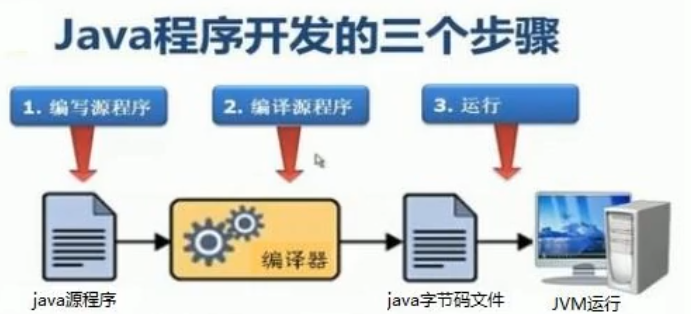 Java程序开发的三个步骤
1. 编写源程序
2. 编译源程序
3. 运行
编译器
java源程序
java字节码文件
JVM运行